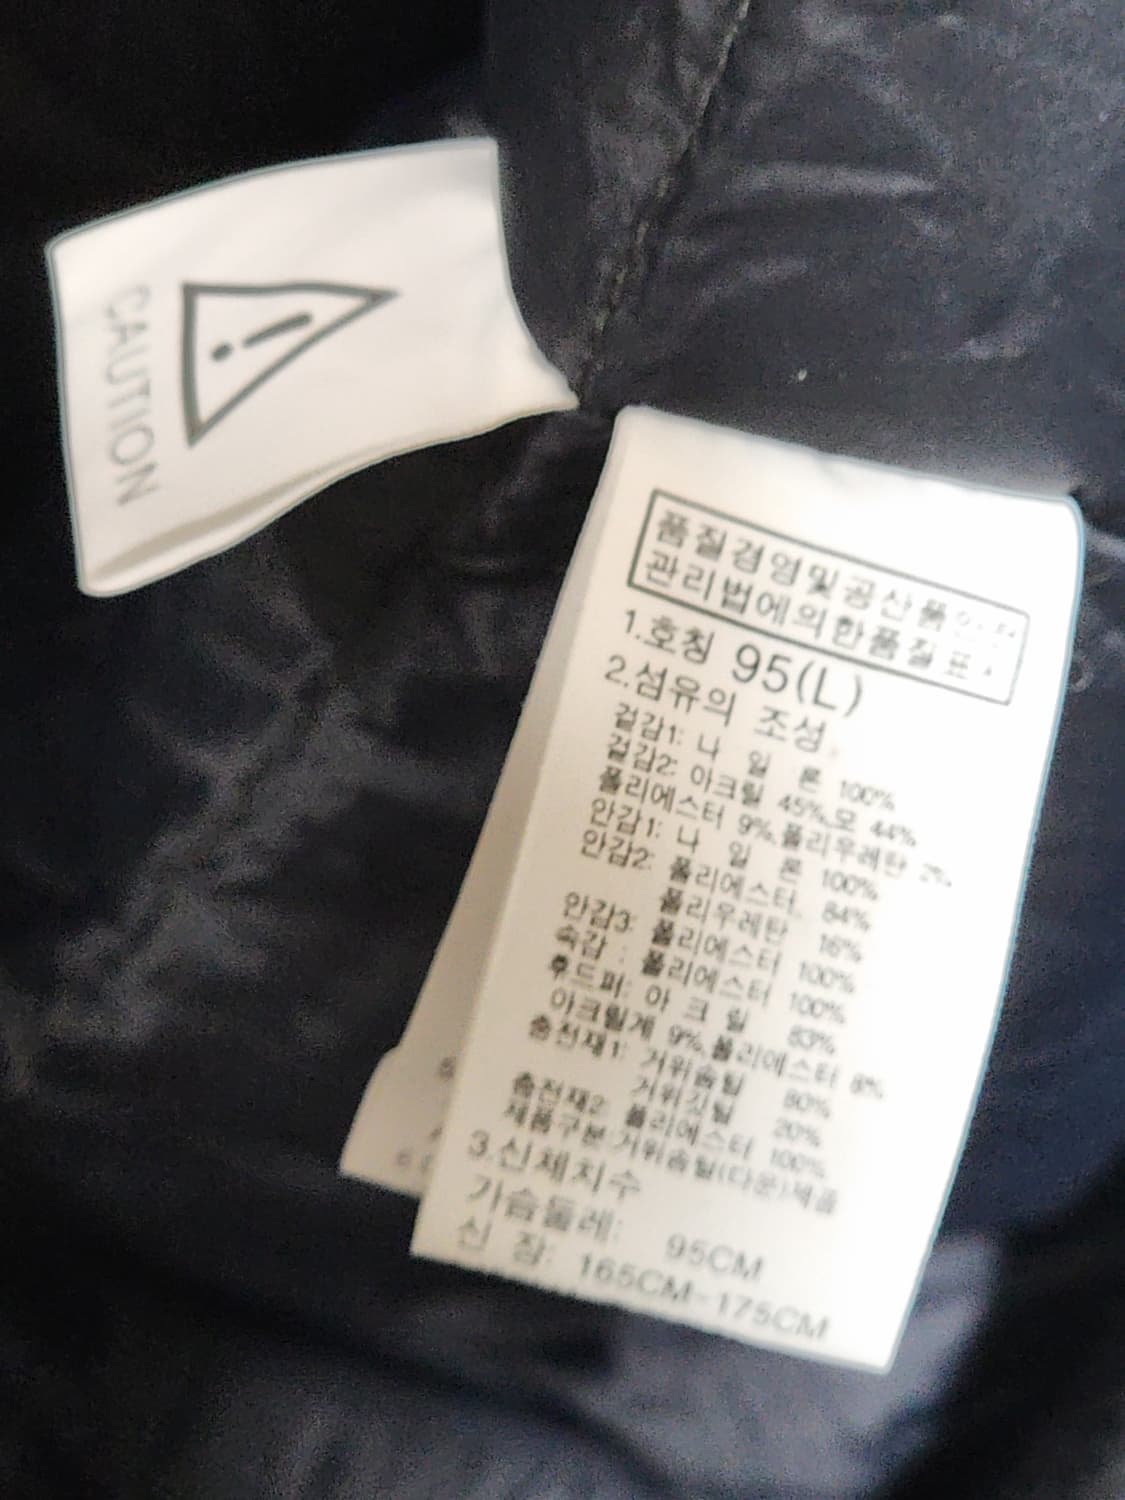 CAUTION
품질경영및공산품안전
관리법에의한품질표시
1.호칭 95(L)
2.섬유의 조성
겉감1: 나 일 론 100%
겉감2: 아크릴 45%,모 44%
폴리에스터 9%,폴리우레탄 2%
안감1: 나 일 론 100%
안감2: 폴리에스터, 84%
폴리우레탄 16%
안감3: 폴리에스터 100%
속감 : 폴리에스터 100%
후드퍼: 아 크 릴 83%
아크릴계 9%,폴리에스터 8%
충전재1: 거위솜털 80%
거위깃털 20%
충전재2: 폴리에스터 100%
제품구분:거위솜털(다운)제품
3.신체치수
가슴둘레: 95CM
신 장: 165CM-175CM